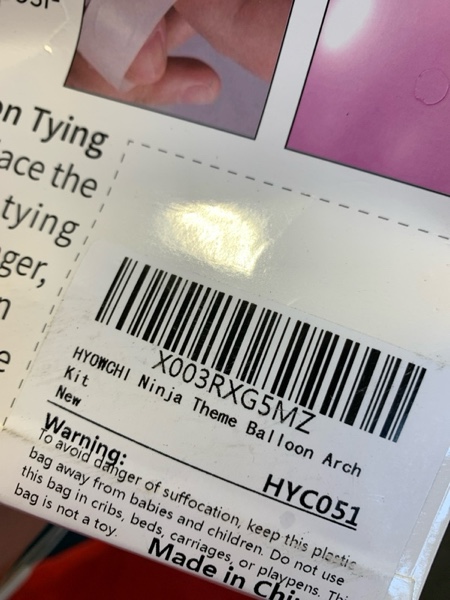 on Tying
ace the
tying
ger,
n
e
X003RXG5MZ
HYOWCHI Ninja Theme Balloon Arch
Kit
New
HYC051
Warning:
To avoid danger of suffocation, keep this plastic
bag away from babies and children. Do not use
this bag in cribs, beds, carriages, or playpens. Thi
bag is not a toy.
Made in Chi